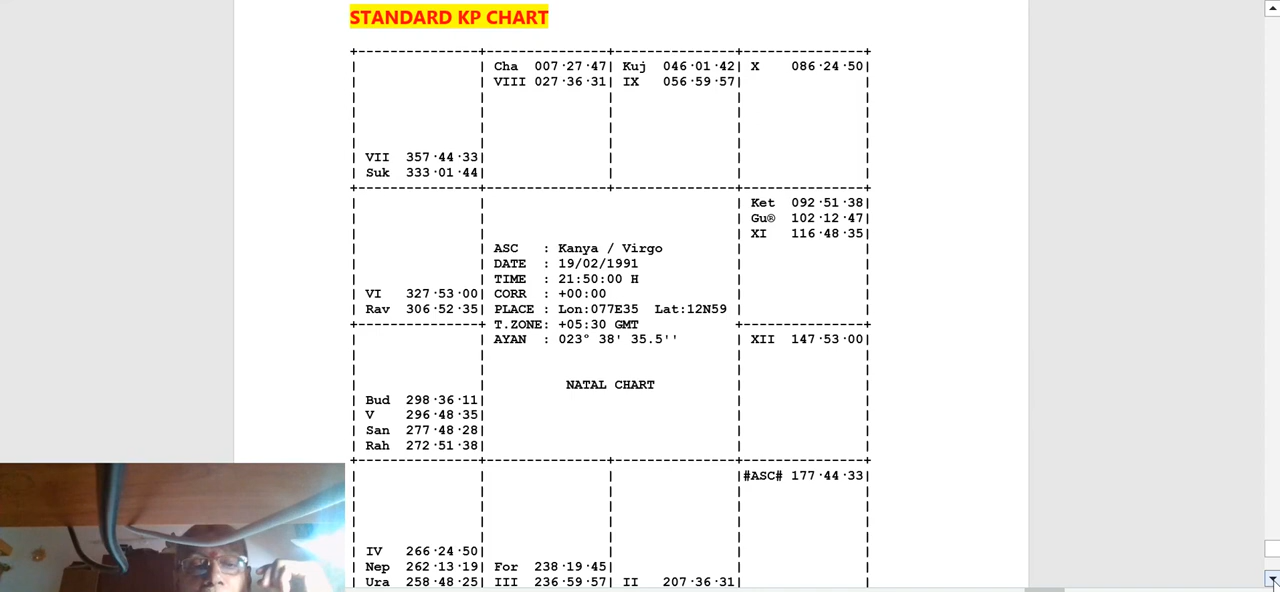 STANDARD KP CHART
Cha 007·27·47 Kuj 046·01·42 X 086·24·50
VIII 027·36·31 IX 056·59·57
VII 357·44·33
Suk 333·01·44
Ket 092·51·38
Gu® 102·12·47
XI 116·48·35
ASC : Kanya / Virgo
DATE : 19/02/1991
TIME : 21:50:00 H
VI 327·53·00 CORR : +00:00
Rav 306·52·35 PLACE : Lon:077E35 Lat:12N59
T.ZONE: +05:30 GMT
AYAN : 023° 38' 35.5'' XII 147·53·00
NATAL CHART
Bud 298·36·11
V 296·48·35
San 277·48·28
Rah 272·51·38
#ASC# 177·44·33
IV 266·24·50
Nep 262·13·19 For 238·19·45
Ura 258·48·25 III 236·59·57 II 207·36·31